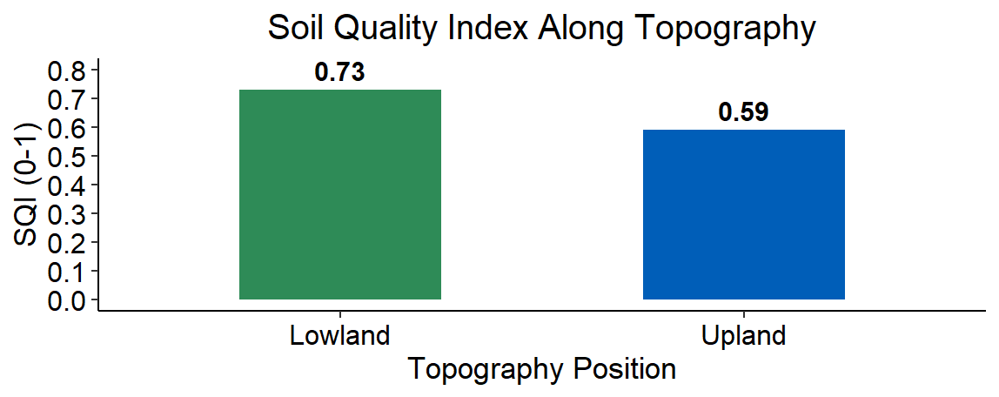 Soil Quality Index Along Topography
SQI (0-1)
0.8
0.7
0.6
0.5
0.4
0.3
0.2
0.1
0.0
0.73
0.59
Lowland
Upland
Topography Position